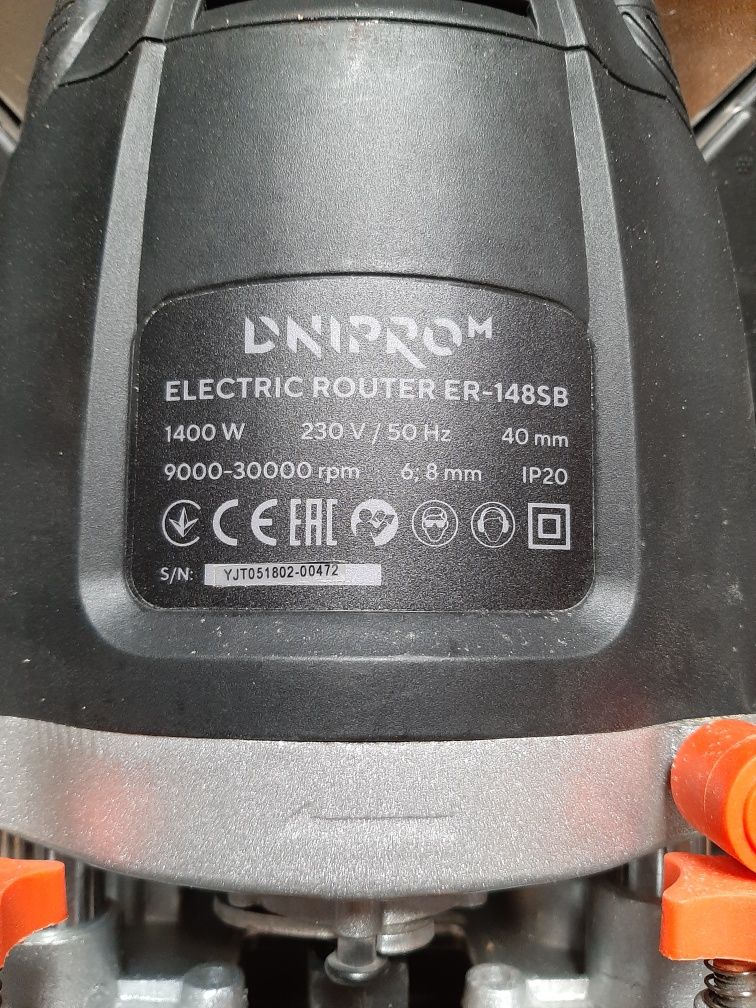 DNIPRO M
ELECTRIC ROUTER ER-148SB
1400 W 230 V / 50 Hz 40 mm
9000-30000 rpm 6; 8 mm IP20
CE EAC
S/N: YJT051802-00472